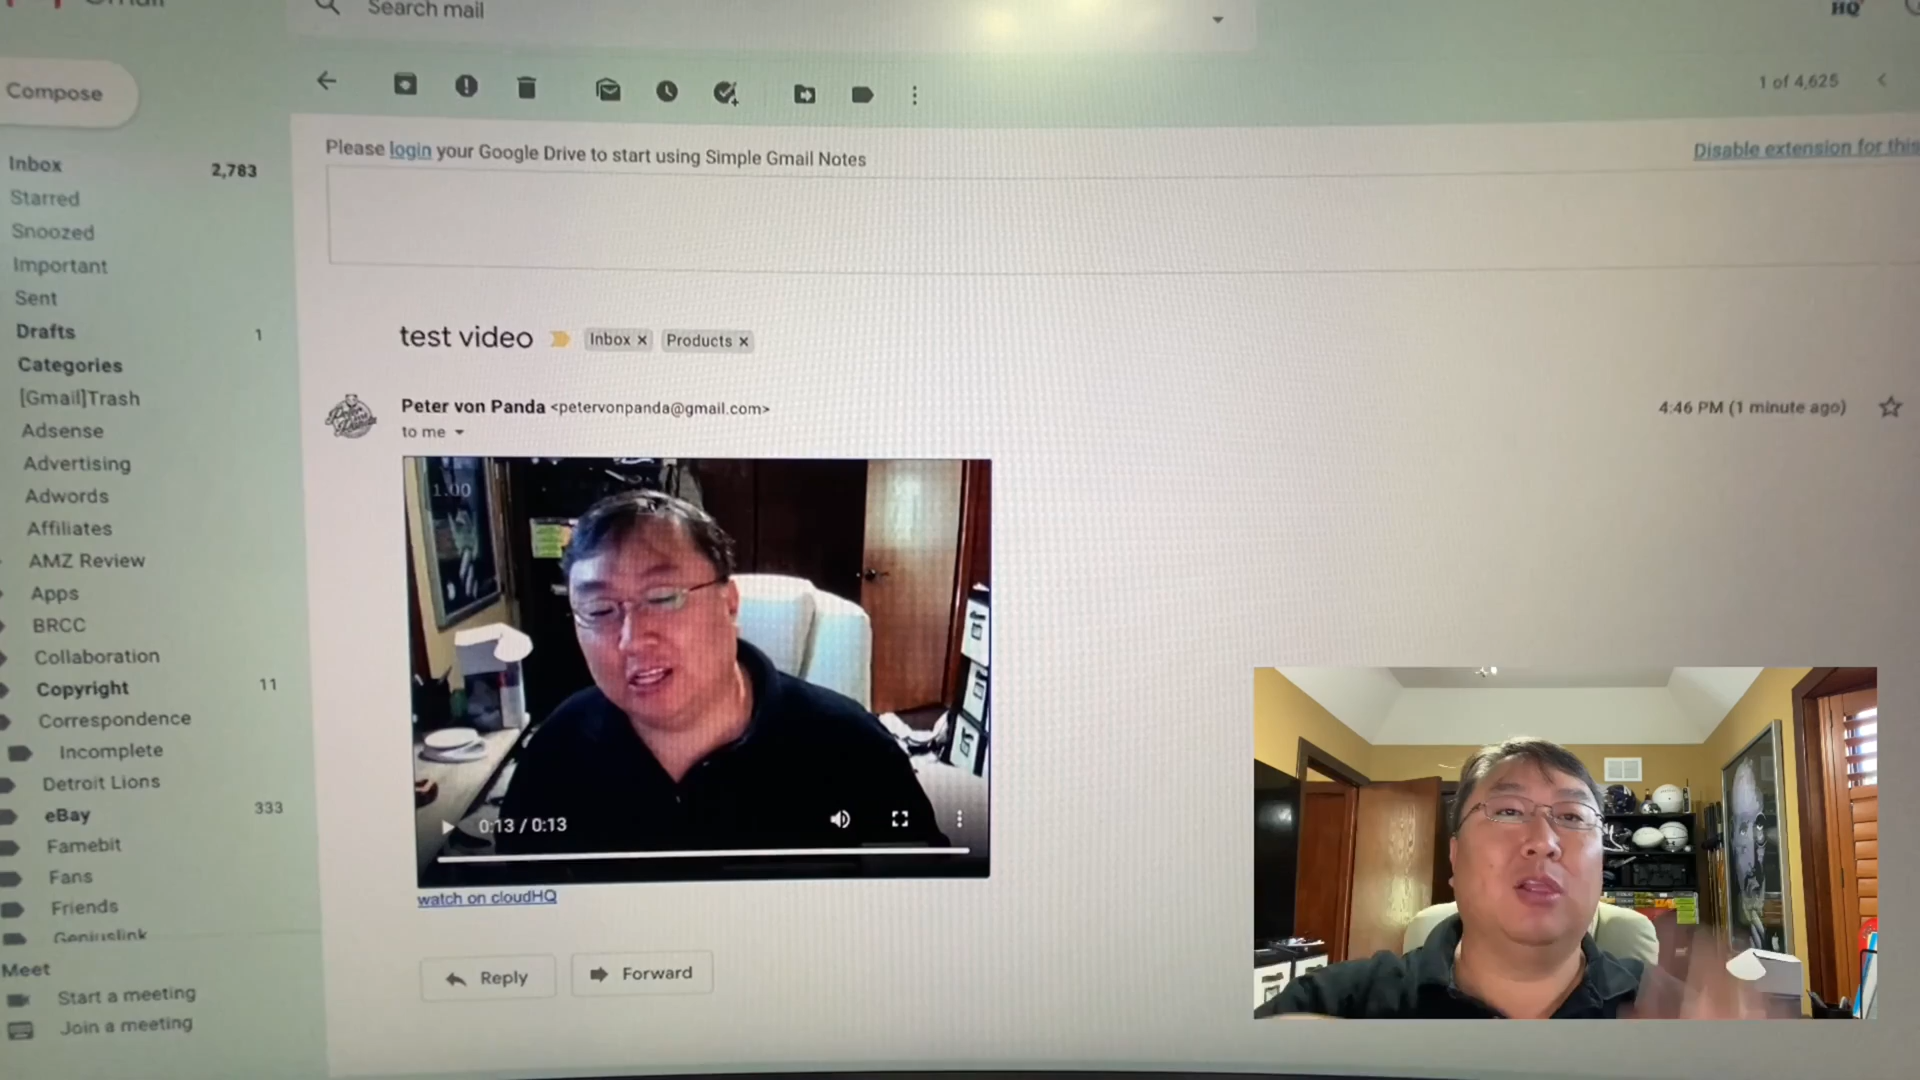 Search mail
HQ
Compose
1 of 4,625
Please login your Google Drive to start using Simple Gmail Notes
Disable extension for this
Inbox 2,783
Starred
Snoozed
Important
Sent
Drafts 1
Categories
[Gmail]Trash
Adsense
Advertising
Adwords
Affiliates
AMZ Review
Apps
BRCC
Collaboration
Copyright 11
Correspondence
Incomplete
Detroit Lions
eBay 333
Famebit
Fans
Friends
Geniuslink
Meet
Start a meeting
Join a meeting
test video Inbox x Products x
Peter von Panda <petervonpanda@gmail.com>
4:46 PM (1 minute ago)
to me
1.00
0:13 / 0:13
watch on cloudHQ
Reply
Forward